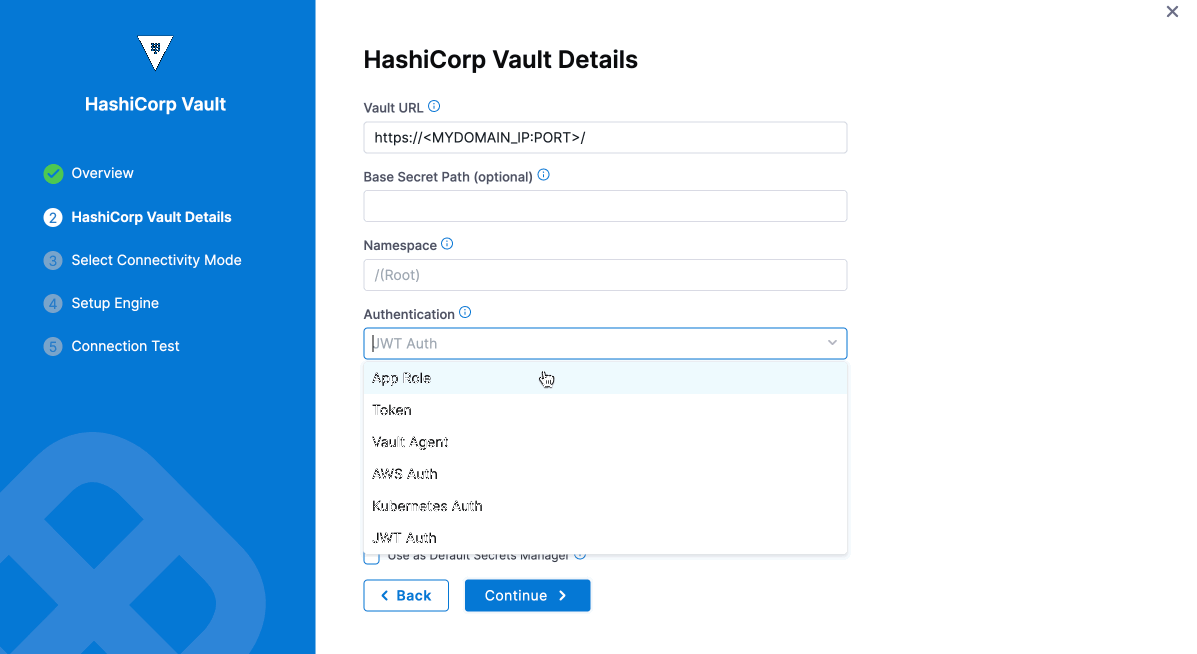 HashiCorp Vault
Overview
2 HashiCorp Vault Details
3 Select Connectivity Mode
4 Setup Engine
5 Connection Test
HashiCorp Vault Details
Vault URL
https://<MYDOMAIN_IP:PORT>/
Base Secret Path (optional)
Namespace
/(Root)
Authentication
JWT Auth
App Role
Token
Vault Agent
AWS Auth
Kubernetes Auth
JWT Auth
Use as Default Secrets Manager
Back
Continue